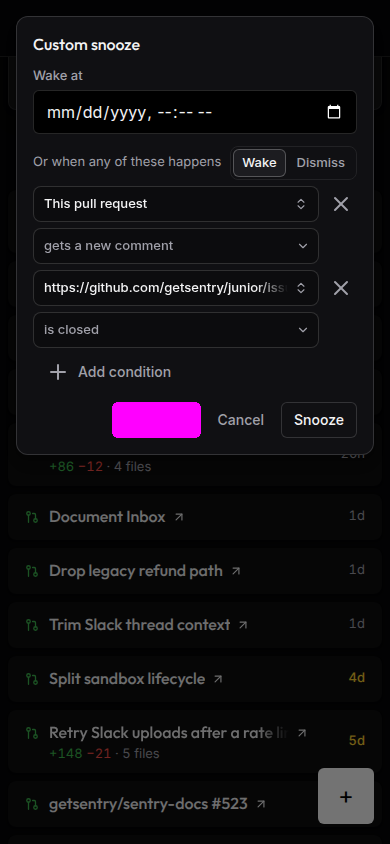 Custom snooze
Wake at
mm/dd/yyyy, --:-- --
Or when any of these happens
Wake
Dismiss
This pull request
gets a new comment
https://github.com/getsentry/junior/iss
is closed
Add condition
Cancel
Snooze
+86 −12 · 4 files
Document Inbox
1d
Drop legacy refund path
1d
Trim Slack thread context
1d
Split sandbox lifecycle
4d
Retry Slack uploads after a rate
5d
+148 −21 · 5 files
getsentry/sentry-docs #523
+